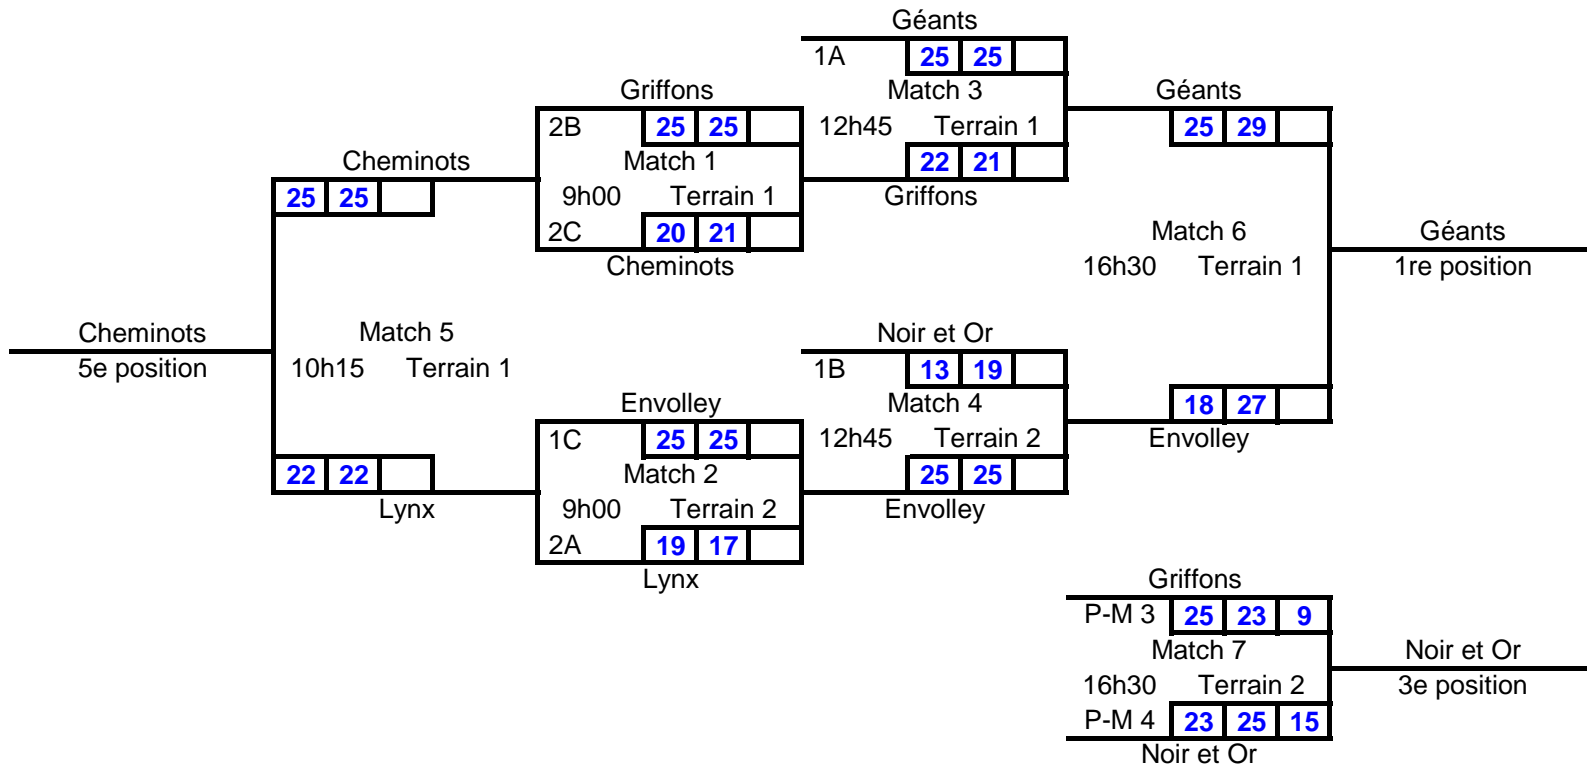 Géants
1A 25 25
Match 3
12h45 Terrain 1
22 21
Griffons
Griffons
2B 25 25
Match 1
9h00 Terrain 1
2C 20 21
Cheminots
Géants
25 29
Match 6
16h30 Terrain 1
18 27
Envolley
Géants
1re position
Cheminots
25 25
Match 5
10h15 Terrain 1
22 22
Lynx
Cheminots
5e position
Noir et Or
1B 13 19
Match 4
12h45 Terrain 2
25 25
Envolley
Envolley
1C 25 25
Match 2
9h00 Terrain 2
2A 19 17
Lynx
Griffons
P-M 3 25 23 9
Match 7
16h30 Terrain 2
P-M 4 23 25 15
Noir et Or
Noir et Or
3e position